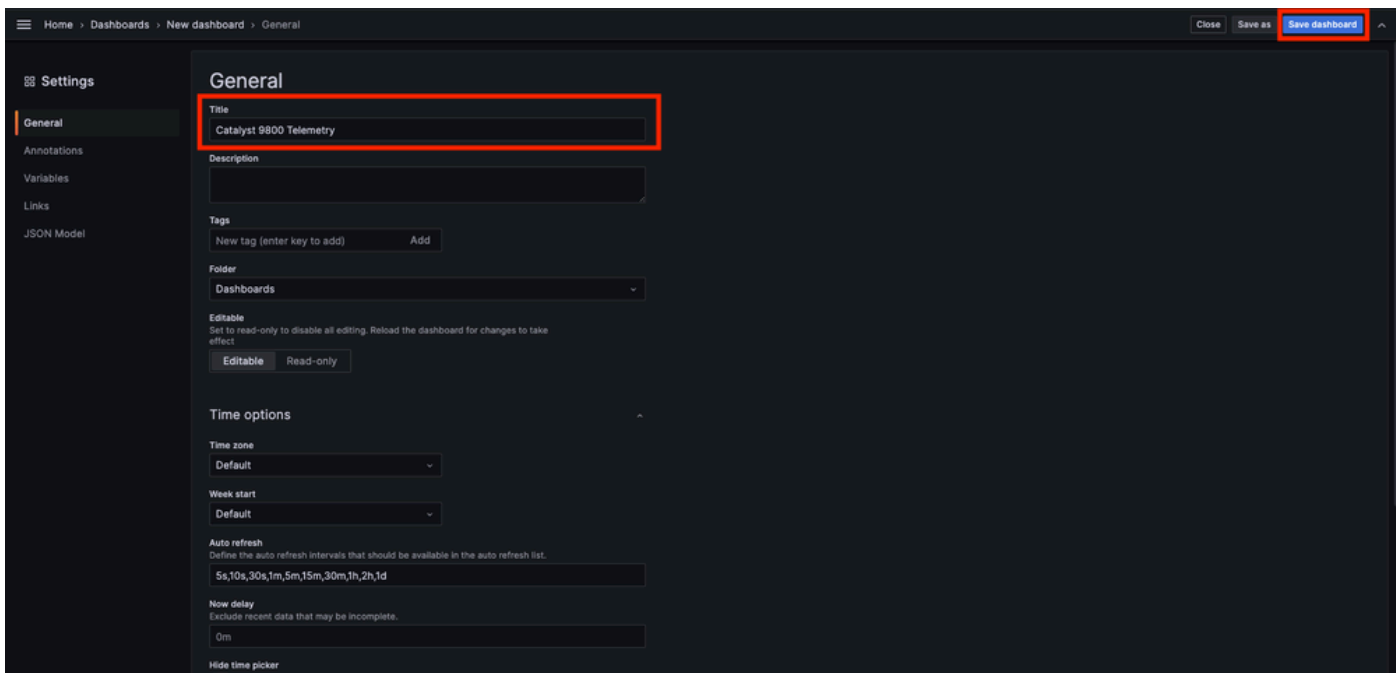 Home › Dashboards › New dashboard › General
Close Save as Save dashboard
Settings
General
Annotations
Variables
Links
JSON Model
General
Title
Catalyst 9800 Telemetry
Description
Tags
New tag (enter key to add) Add
Folder
Dashboards
Editable
Set to read-only to disable all editing. Reload the dashboard for changes to take
effect
Editable Read-only
Time options
Time zone
Default
Week start
Default
Auto refresh
Define the auto refresh intervals that should be available in the auto refresh list.
5s,10s,30s,1m,5m,15m,30m,1h,2h,1d
Now delay
Exclude recent data that may be incomplete.
0m
Hide time picker